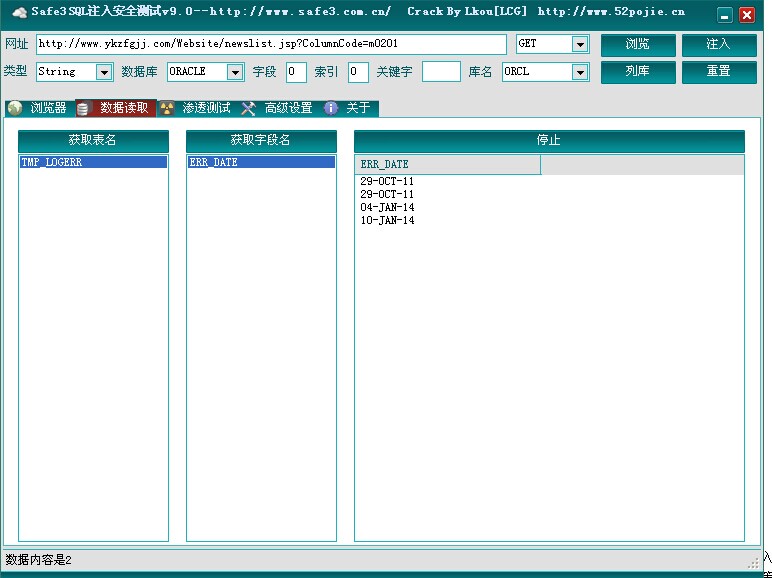 Safe3SQL注入安全测试v9.0--http://www.safe3.com.cn/ Crack By Lkou[LCG] http://www.52pojie.cn
网址 http://www.ykzfgjj.com/Website/newslist.jsp?ColumnCode=m0201 GET 浏览 注入
类型 String 数据库 ORACLE 字段 0 索引 0 关键字 库名 ORCL 列库 重置
浏览器 数据读取 渗透测试 高级设置 关于
获取表名 获取字段名 停止
TMP_LOGERR ERR_DATE ERR_DATE
29-OCT-11
29-OCT-11
04-JAN-14
10-JAN-14
数据内容是2
入